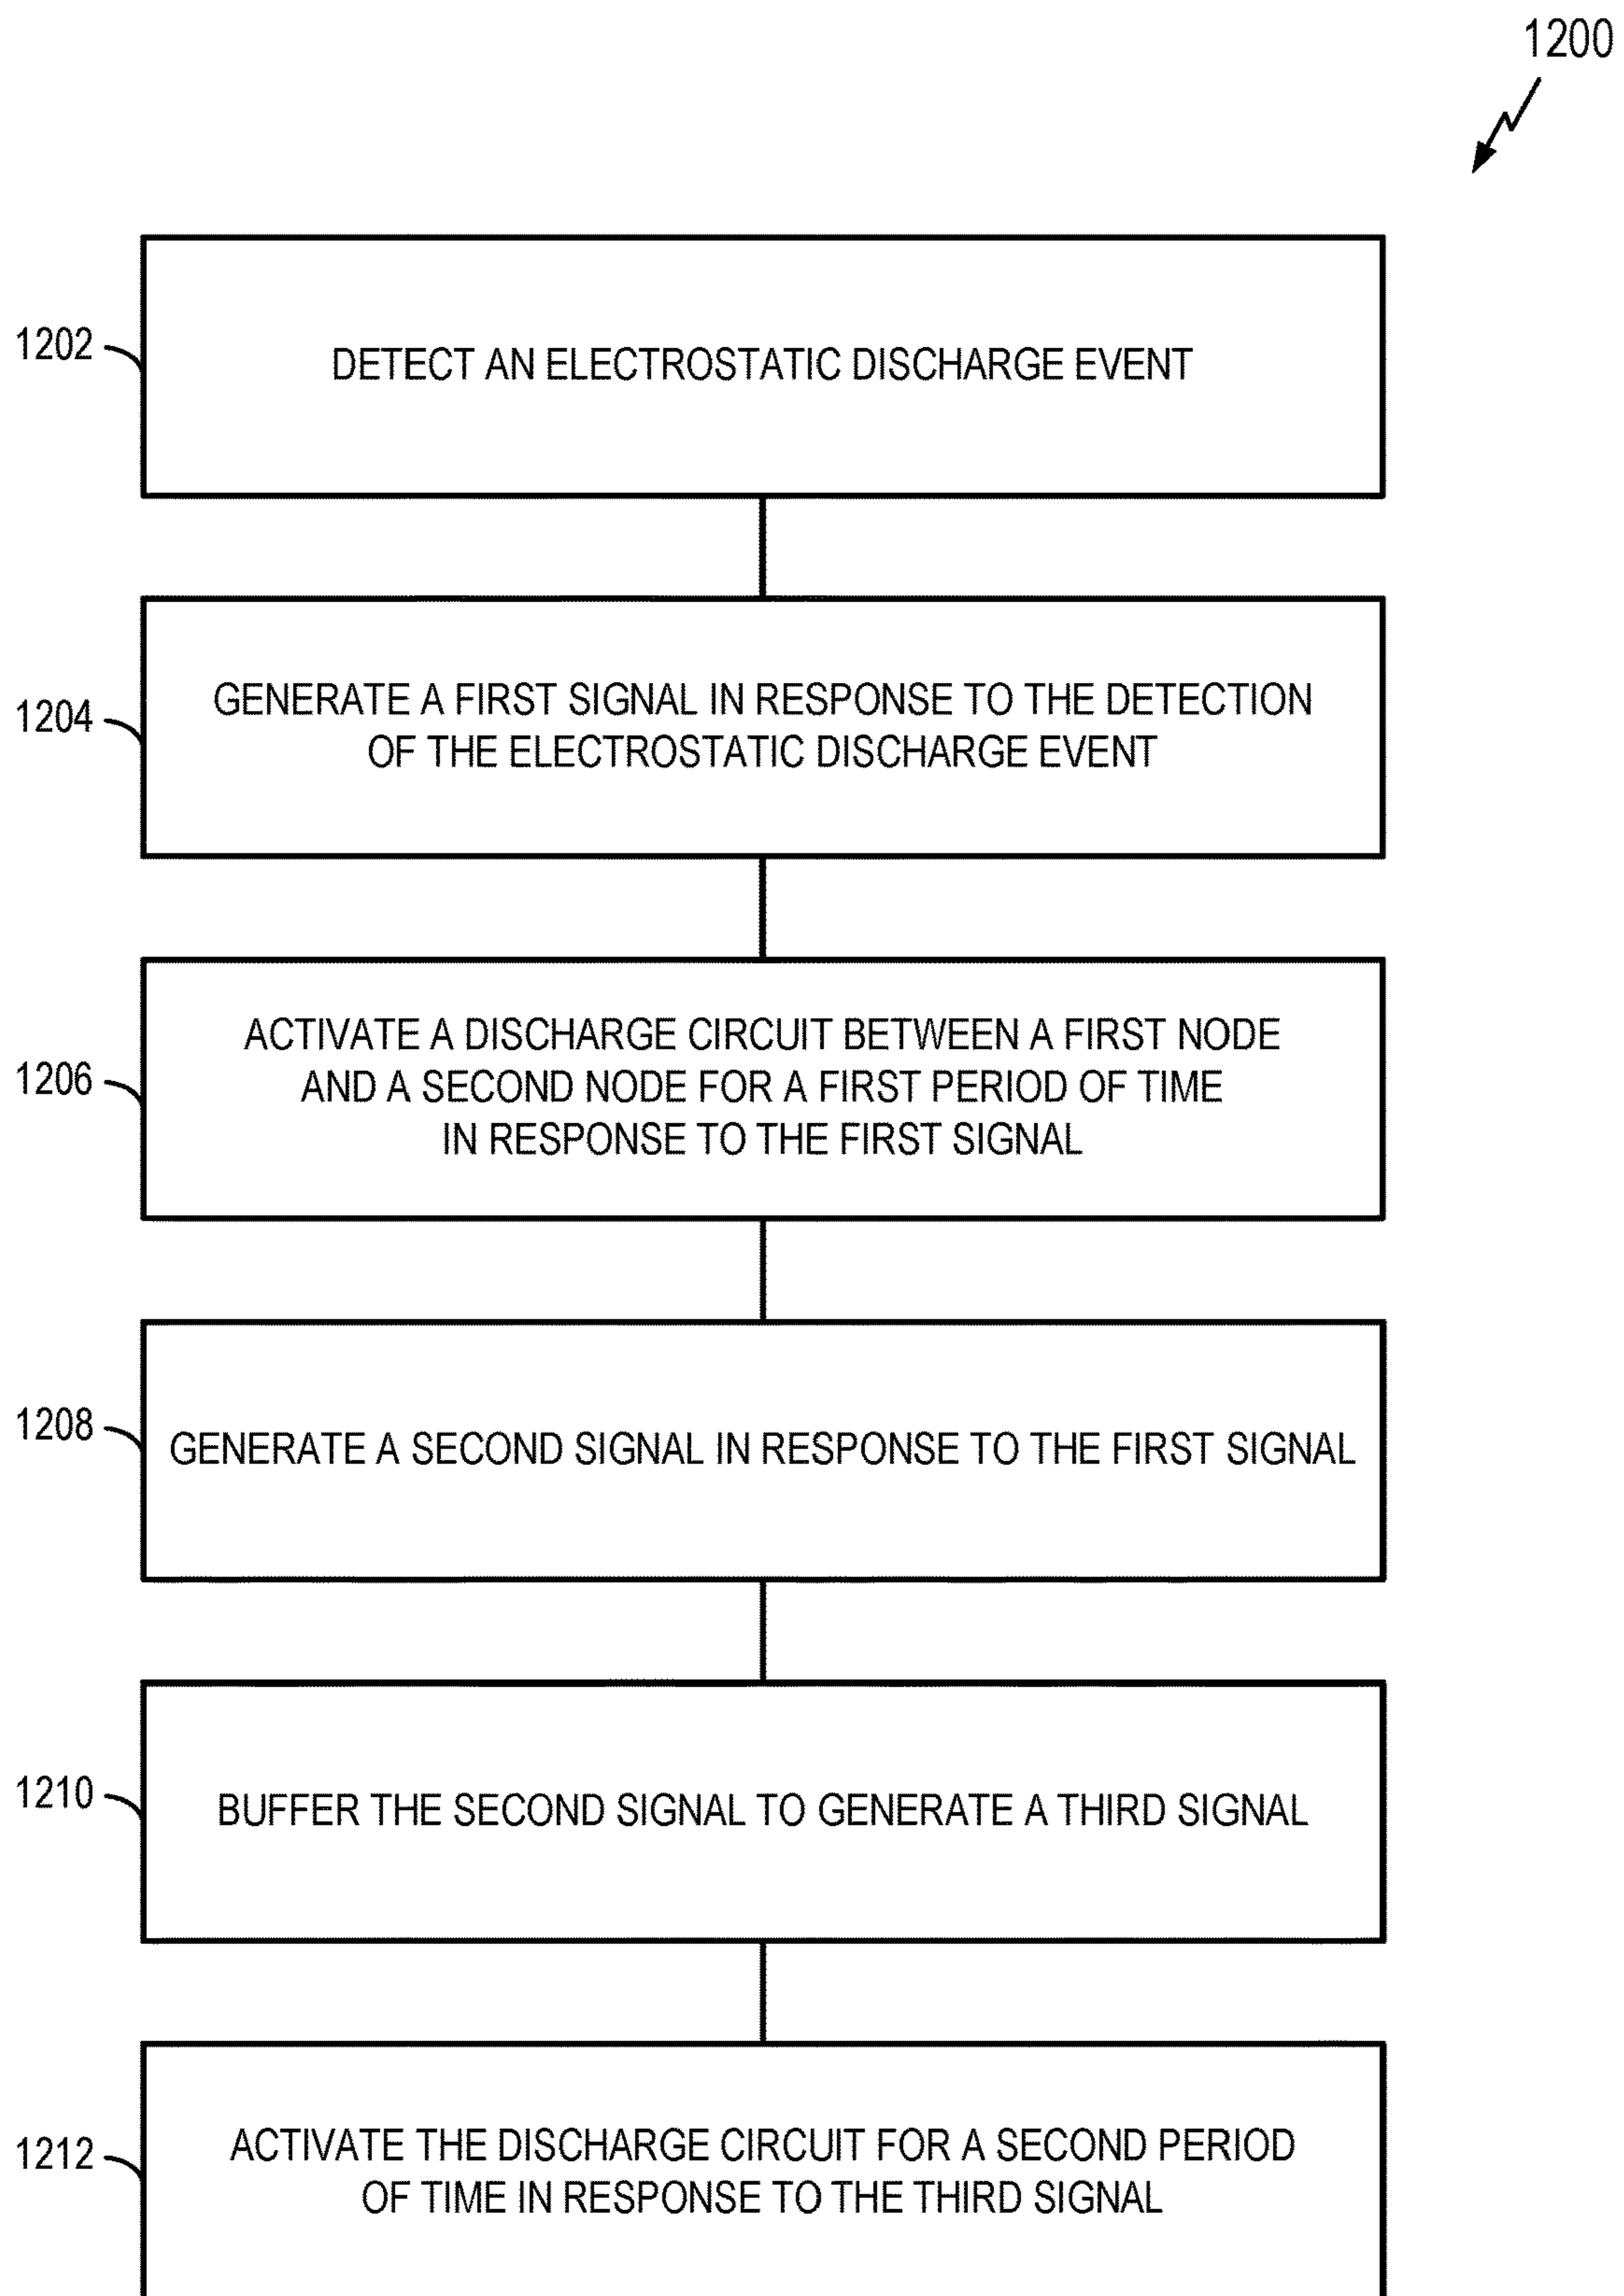 1200
1202
DETECT AN ELECTROSTATIC DISCHARGE EVENT
1204
GENERATE A FIRST SIGNAL IN RESPONSE TO THE DETECTION
OF THE ELECTROSTATIC DISCHARGE EVENT
1206
ACTIVATE A DISCHARGE CIRCUIT BETWEEN A FIRST NODE
AND A SECOND NODE FOR A FIRST PERIOD OF TIME
IN RESPONSE TO THE FIRST SIGNAL
1208
GENERATE A SECOND SIGNAL IN RESPONSE TO THE FIRST SIGNAL
1210
BUFFER THE SECOND SIGNAL TO GENERATE A THIRD SIGNAL
1212
ACTIVATE THE DISCHARGE CIRCUIT FOR A SECOND PERIOD
OF TIME IN RESPONSE TO THE THIRD SIGNAL